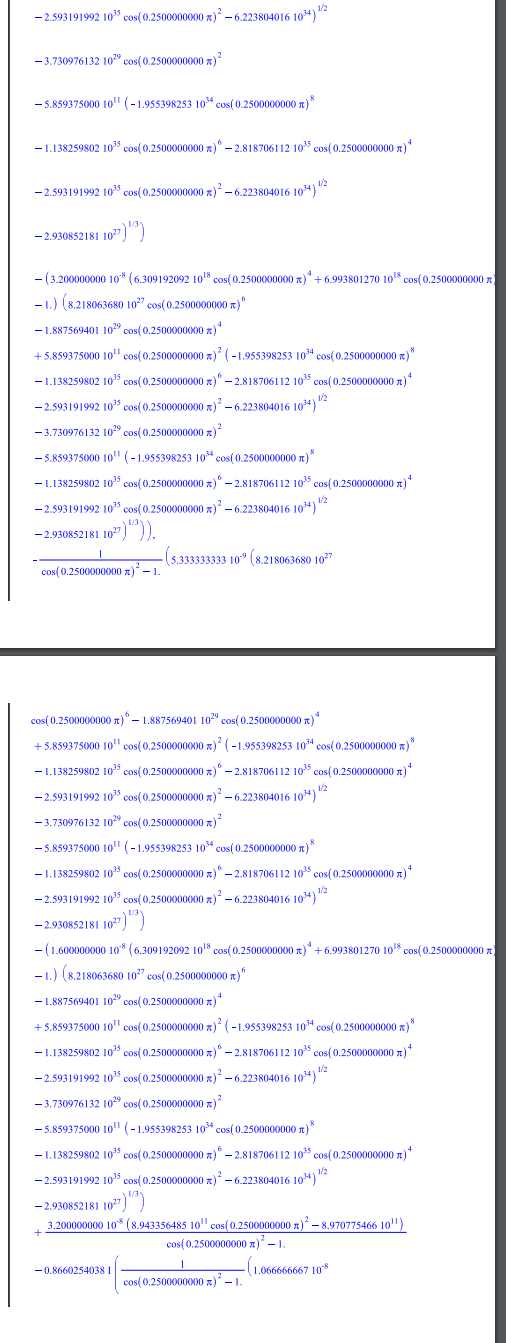 − 2.593191992 10^35 cos(0.2500000000 π)^2 − 6.223804016 10^34)^1/2
− 3.730976132 10^29 cos(0.2500000000 π)^2
− 5.859375000 10^11 (−1.955398253 10^34 cos(0.2500000000 π)^8
− 1.138259802 10^35 cos(0.2500000000 π)^6 − 2.818706112 10^35 cos(0.2500000000 π)^4
− 2.593191992 10^35 cos(0.2500000000 π)^2 − 6.223804016 10^34)^1/2
− 2.930852181 10^27)^1/3)
− (3.200000000 10^-8 (6.309192092 10^18 cos(0.2500000000 π)^4 + 6.993801270 10^18 cos(0.2500000000 π)
− 1.) (8.218063680 10^27 cos(0.2500000000 π)^6
− 1.887569401 10^29 cos(0.2500000000 π)^4
+ 5.859375000 10^11 cos(0.2500000000 π)^2 (−1.955398253 10^34 cos(0.2500000000 π)^8
− 1.138259802 10^35 cos(0.2500000000 π)^6 − 2.818706112 10^35 cos(0.2500000000 π)^4
− 2.593191992 10^35 cos(0.2500000000 π)^2 − 6.223804016 10^34)^1/2
− 3.730976132 10^29 cos(0.2500000000 π)^2
− 5.859375000 10^11 (−1.955398253 10^34 cos(0.2500000000 π)^8
− 1.138259802 10^35 cos(0.2500000000 π)^6 − 2.818706112 10^35 cos(0.2500000000 π)^4
− 2.593191992 10^35 cos(0.2500000000 π)^2 − 6.223804016 10^34)^1/2
− 2.930852181 10^27)^1/3)),
-1/(cos(0.2500000000 π)^2 − 1.) (5.333333333 10^-9 (8.218063680 10^27
cos(0.2500000000 π)^6 − 1.887569401 10^29 cos(0.2500000000 π)^4
+ 5.859375000 10^11 cos(0.2500000000 π)^2 (−1.955398253 10^34 cos(0.2500000000 π)^8
− 1.138259802 10^35 cos(0.2500000000 π)^6 − 2.818706112 10^35 cos(0.2500000000 π)^4
− 2.593191992 10^35 cos(0.2500000000 π)^2 − 6.223804016 10^34)^1/2
− 3.730976132 10^29 cos(0.2500000000 π)^2
− 5.859375000 10^11 (−1.955398253 10^34 cos(0.2500000000 π)^8
− 1.138259802 10^35 cos(0.2500000000 π)^6 − 2.818706112 10^35 cos(0.2500000000 π)^4
− 2.593191992 10^35 cos(0.2500000000 π)^2 − 6.223804016 10^34)^1/2
− 2.930852181 10^27)^1/3)
− (1.600000000 10^-8 (6.309192092 10^18 cos(0.2500000000 π)^4 + 6.993801270 10^18 cos(0.2500000000 π)
− 1.) (8.218063680 10^27 cos(0.2500000000 π)^6
− 1.887569401 10^29 cos(0.2500000000 π)^4
+ 5.859375000 10^11 cos(0.2500000000 π)^2 (−1.955398253 10^34 cos(0.2500000000 π)^8
− 1.138259802 10^35 cos(0.2500000000 π)^6 − 2.818706112 10^35 cos(0.2500000000 π)^4
− 2.593191992 10^35 cos(0.2500000000 π)^2 − 6.223804016 10^34)^1/2
− 3.730976132 10^29 cos(0.2500000000 π)^2
− 5.859375000 10^11 (−1.955398253 10^34 cos(0.2500000000 π)^8
− 1.138259802 10^35 cos(0.2500000000 π)^6 − 2.818706112 10^35 cos(0.2500000000 π)^4
− 2.593191992 10^35 cos(0.2500000000 π)^2 − 6.223804016 10^34)^1/2
− 2.930852181 10^27)^1/3)
+ 3.200000000 10^-8 (8.943356485 10^11 cos(0.2500000000 π)^2 − 8.970775466 10^11)/(cos(0.2500000000 π)^2 − 1.)
− 0.8660254038 I (1/(cos(0.2500000000 π)^2 − 1.) (1.066666667 10^-8